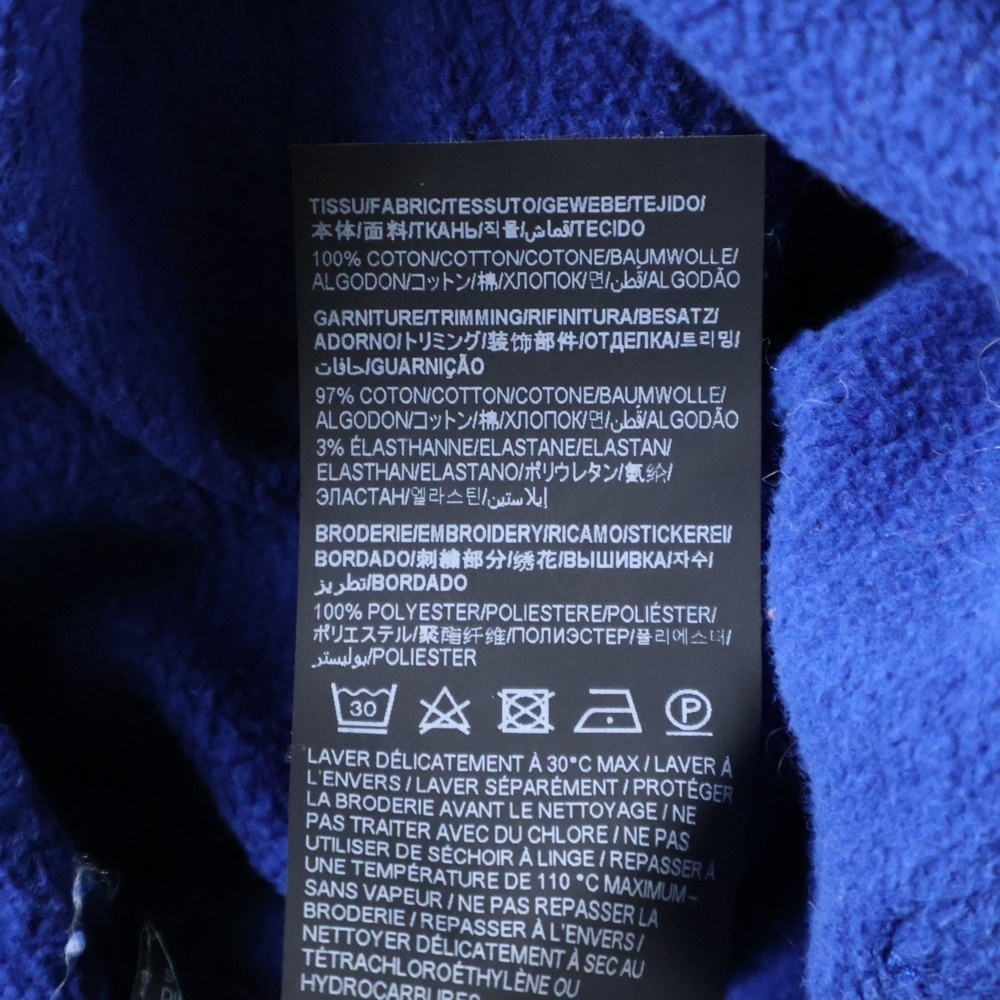 TISSU/FABRIC/TESSUTO/GEWEBE/TEJIDO/
本体/面料/ТКАНЬ/직물/قماش/TECIDO
100% COTON/COTTON/COTONE/BAUMWOLLE/
ALGODON/コットン/棉/ХЛОПОК/면/قطن/ALGODÃO
GARNITURE/TRIMMING/RIFINITURA/BESATZ/
ADORNO/トリミング/装饰部件/ОТДЕПКА/트리밍/
حافات/GUARNIÇÃO
97% COTON/COTTON/COTONE/BAUMWOLLE/
ALGODON/コットン/棉/ХЛОПОК/면/قطن/ALGODÃO
3% ÉLASTHANNE/ELASTANE/ELASTAN/
ELASTHAN/ELASTANO/ポリウレタン/氨纶/
ЭЛАСТАН/엘라스틴/إيلاستين
BRODERIE/EMBROIDERY/RICAMO/STICKEREI/
BORDADO/刺繍部分/绣花/ВЫШИВКА/자수/
تطريز/BORDADO
100% POLYESTER/POLIESTERE/POLIÉSTER/
ポリエステル/聚酯纤维/ПОЛИЭСТЕР/폴리에스터/
بوليستر/POLIESTER
30 P
LAVER DÉLICATEMENT À 30°C MAX / LAVER À
L'ENVERS / LAVER SÉPARÉMENT / PROTÉGER
LA BRODERIE AVANT LE NETTOYAGE / NE
PAS TRAITER AVEC DU CHLORE / NE PAS
UTILISER DE SÉCHOIR À LINGE / REPASSER À
UNE TEMPÉRATURE DE 110 °C MAXIMUM –
SANS VAPEUR / NE PAS REPASSER LA
BRODERIE / REPASSER À L'ENVERS /
NETTOYER DÉLICATEMENT À SEC AU
TÉTRACHLOROÉTHYLÈNE OU
HYDROCARBURES